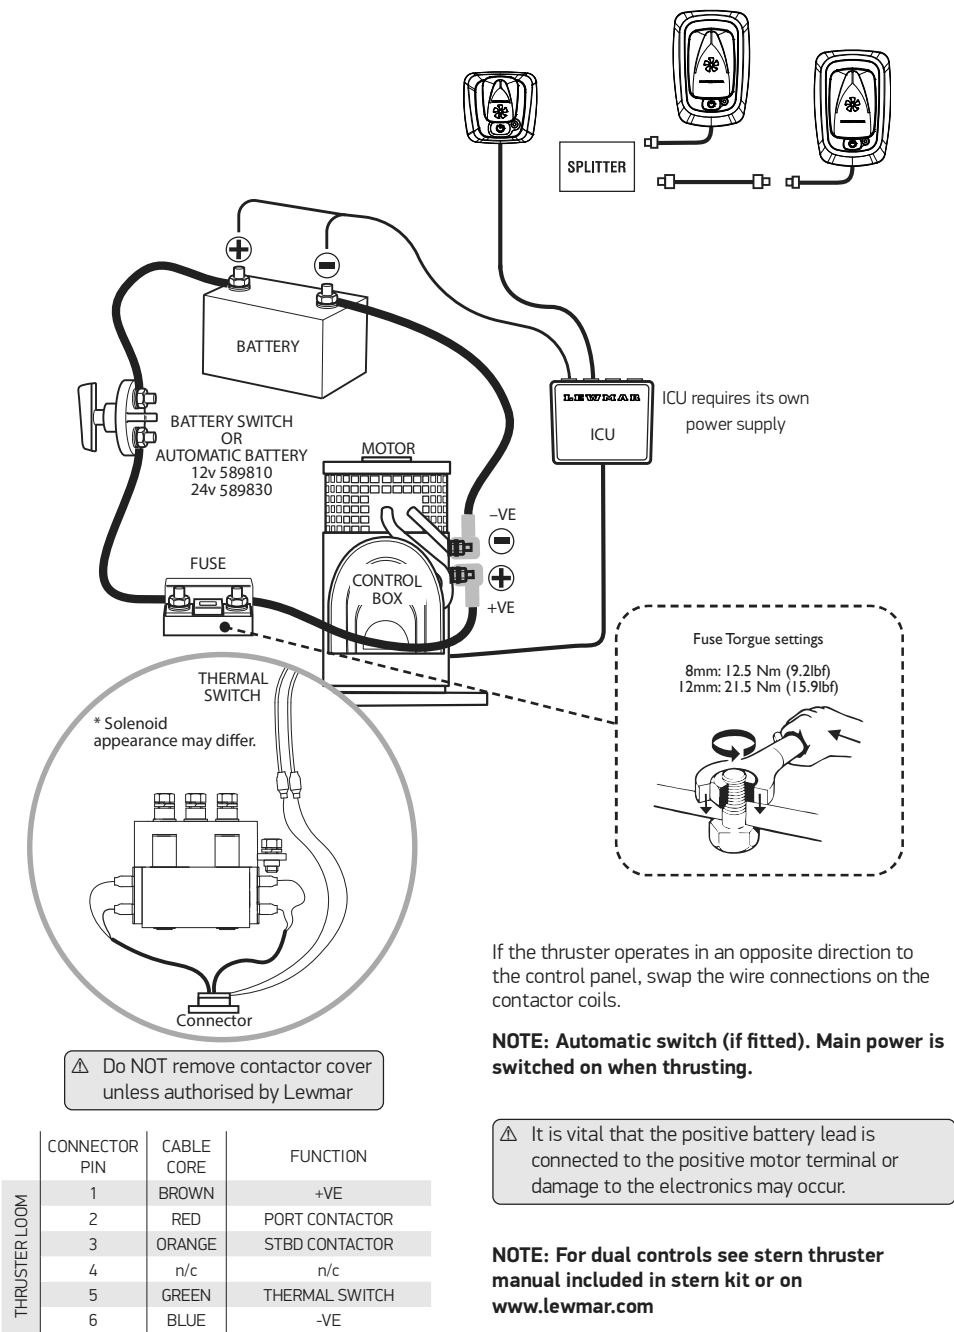 SPLITTER
BATTERY
LEWMAR
ICU
ICU requires its own
power supply
BATTERY SWITCH
OR
AUTOMATIC BATTERY
12v 589810
24v 589830
MOTOR
–VE
FUSE
CONTROL
BOX
+VE
Fuse Torgue settings
8mm: 12.5 Nm (9.2lbf)
12mm: 21.5 Nm (15.9lbf)
THERMAL
SWITCH
* Solenoid
appearance may differ.
Connector
⚠ Do NOT remove contactor cover
unless authorised by Lewmar
If the thruster operates in an opposite direction to
the control panel, swap the wire connections on the
contactor coils.
NOTE: Automatic switch (if fitted). Main power is
switched on when thrusting.
⚠ It is vital that the positive battery lead is
connected to the positive motor terminal or
damage to the electronics may occur.
NOTE: For dual controls see stern thruster
manual included in stern kit or on
www.lewmar.com
THRUSTER LOOM
CONNECTOR PIN CABLE CORE FUNCTION
1 BROWN +VE
2 RED PORT CONTACTOR
3 ORANGE STBD CONTACTOR
4 n/c n/c
5 GREEN THERMAL SWITCH
6 BLUE -VE